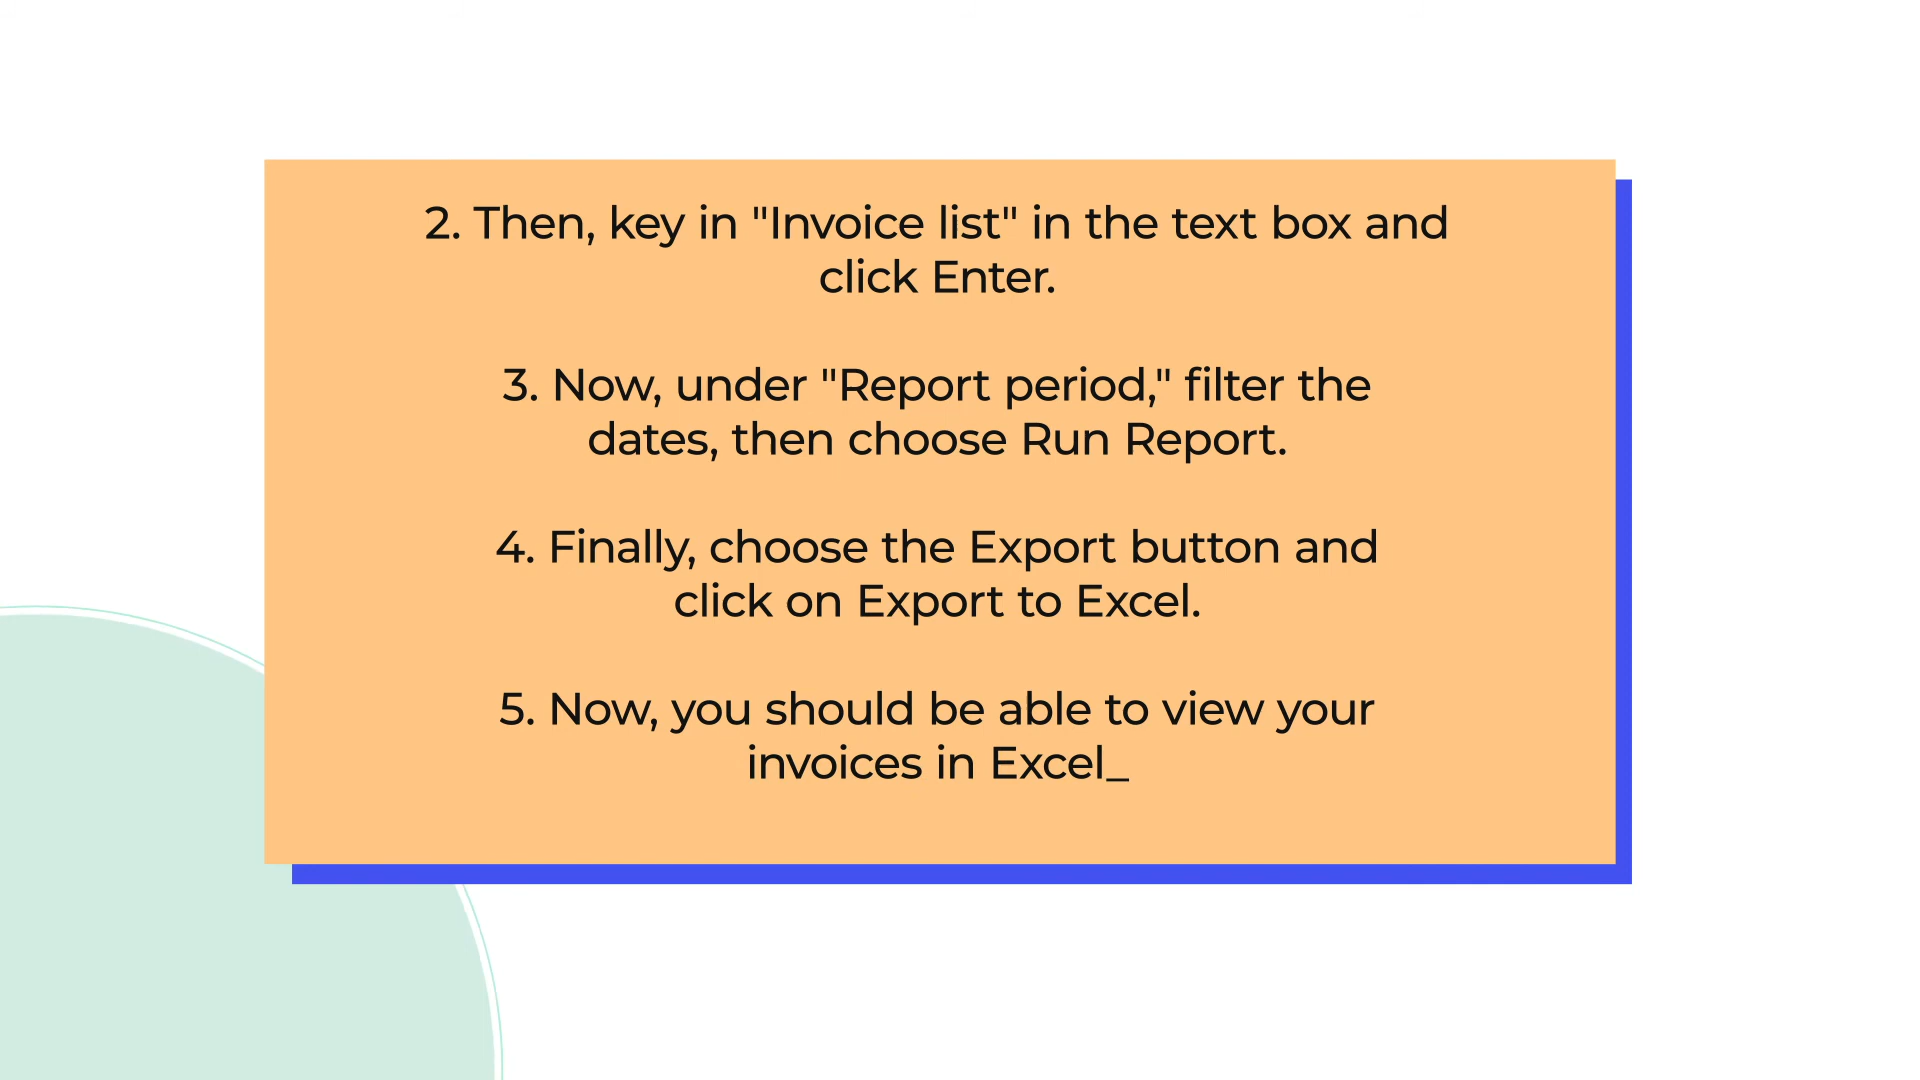 2. Then, key in "Invoice list" in the text box and
click Enter.
3. Now, under "Report period," filter the
dates, then choose Run Report.
4. Finally, choose the Export button and
click on Export to Excel.
5. Now, you should be able to view your
invoices in Excel_